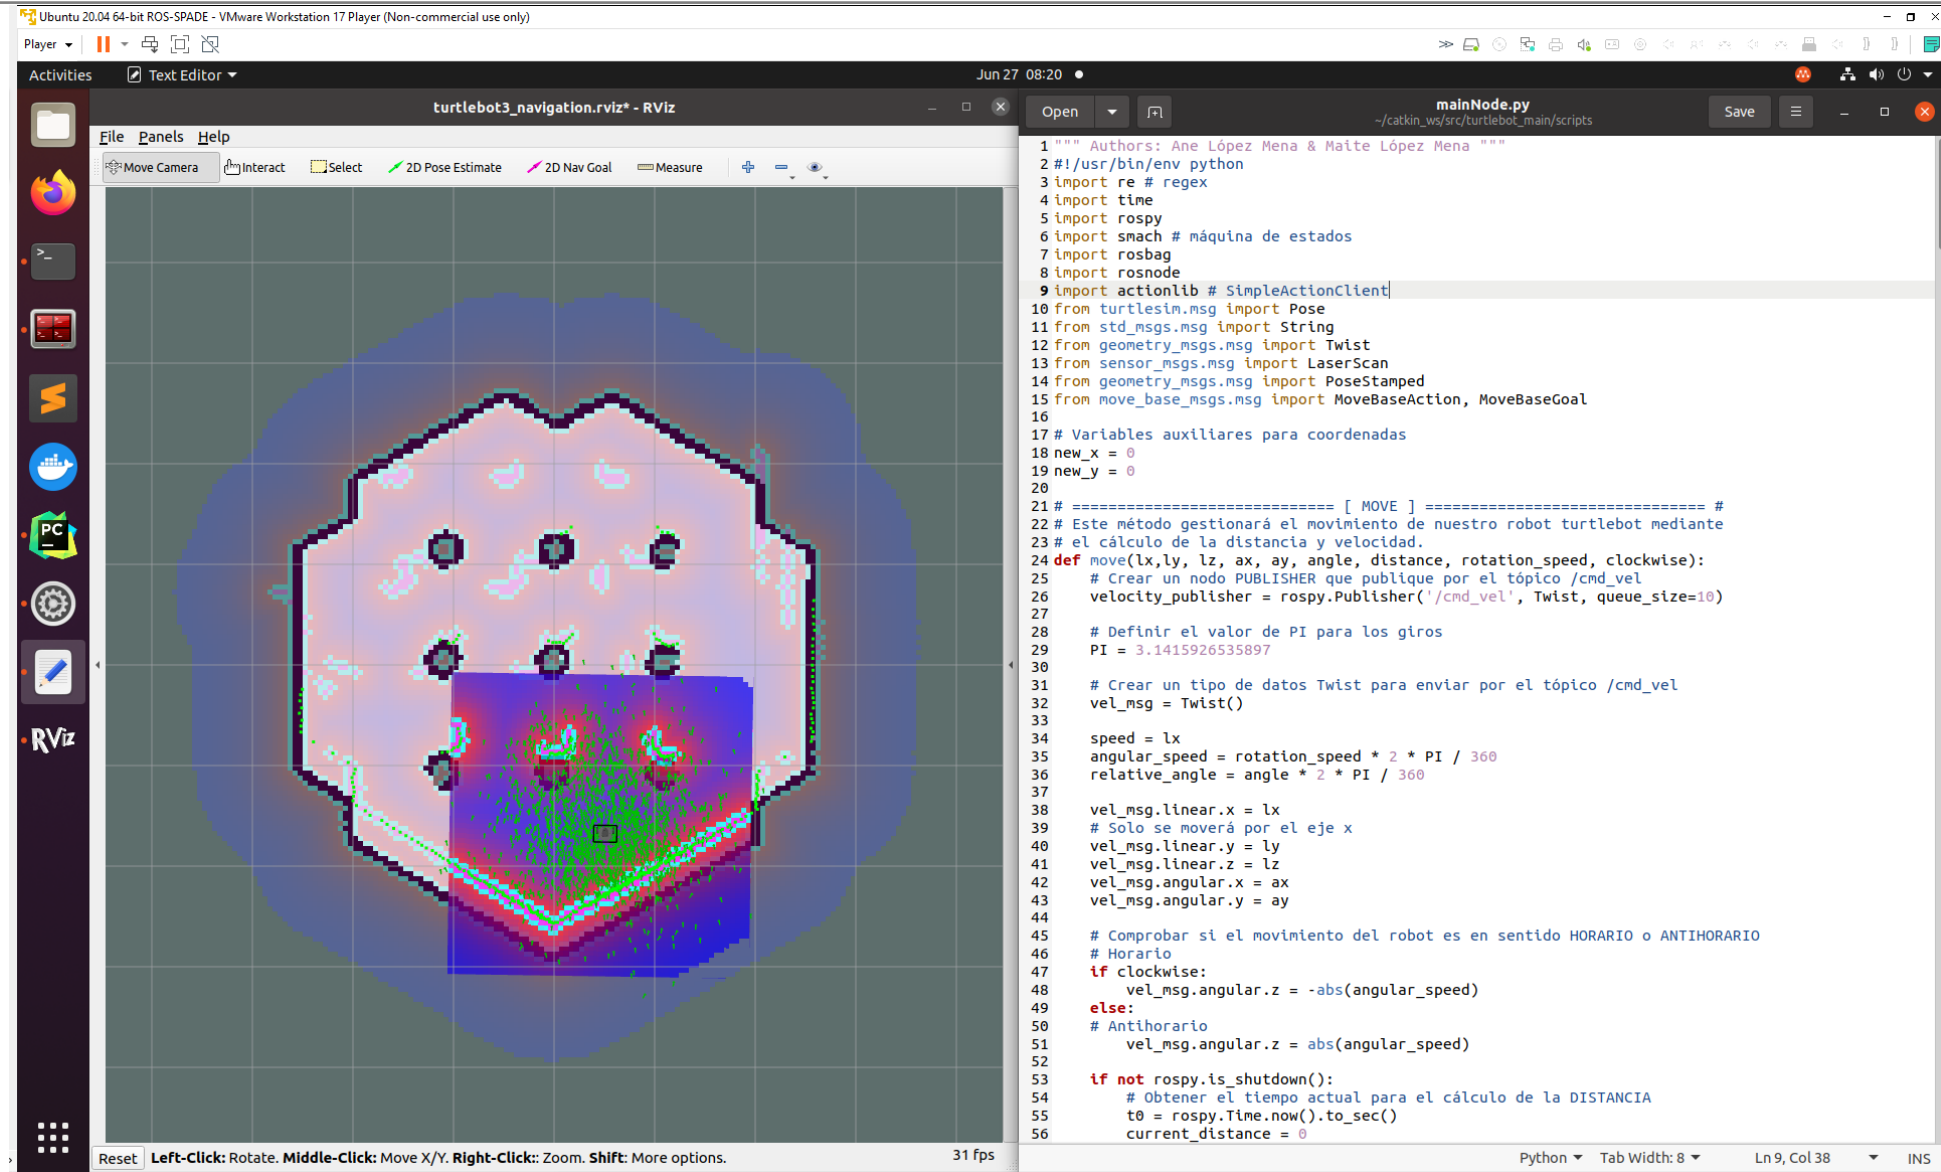 Ubuntu 20.04 64-bit ROS-SPADE - VMware Workstation 17 Player (Non-commercial use only)
Player
Activities
Text Editor
Jun 27 08:20
turtlebot3_navigation.rviz* - RViz
File Panels Help
Move Camera Interact Select 2D Pose Estimate 2D Nav Goal Measure
PC
RViz
Reset Left-Click: Rotate. Middle-Click: Move X/Y. Right-Click:: Zoom. Shift: More options. 31 fps
Open
mainNode.py
~/catkin_ws/src/turtlebot_main/scripts
Save
1 """ Authors: Ane López Mena & Maite López Mena """
2 #!/usr/bin/env python
3 import re # regex
4 import time
5 import rospy
6 import smach # máquina de estados
7 import rosbag
8 import rosnode
9 import actionlib # SimpleActionClient
10 from turtlesim.msg import Pose
11 from std_msgs.msg import String
12 from geometry_msgs.msg import Twist
13 from sensor_msgs.msg import LaserScan
14 from geometry_msgs.msg import PoseStamped
15 from move_base_msgs.msg import MoveBaseAction, MoveBaseGoal
16
17 # Variables auxiliares para coordenadas
18 new_x = 0
19 new_y = 0
20
21 # ============================= [ MOVE ] =============================== #
22 # Este método gestionará el movimiento de nuestro robot turtlebot mediante
23 # el cálculo de la distancia y velocidad.
24 def move(lx,ly, lz, ax, ay, angle, distance, rotation_speed, clockwise):
25     # Crear un nodo PUBLISHER que publique por el tópico /cmd_vel
26     velocity_publisher = rospy.Publisher('/cmd_vel', Twist, queue_size=10)
27
28     # Definir el valor de PI para los giros
29     PI = 3.1415926535897
30
31     # Crear un tipo de datos Twist para enviar por el tópico /cmd_vel
32     vel_msg = Twist()
33
34     speed = lx
35     angular_speed = rotation_speed * 2 * PI / 360
36     relative_angle = angle * 2 * PI / 360
37
38     vel_msg.linear.x = lx
39     # Solo se moverá por el eje x
40     vel_msg.linear.y = ly
41     vel_msg.linear.z = lz
42     vel_msg.angular.x = ax
43     vel_msg.angular.y = ay
44
45     # Comprobar si el movimiento del robot es en sentido HORARIO o ANTIHORARIO
46     # Horario
47     if clockwise:
48         vel_msg.angular.z = -abs(angular_speed)
49     else:
50     # Antihorario
51         vel_msg.angular.z = abs(angular_speed)
52
53     if not rospy.is_shutdown():
54         # Obtener el tiempo actual para el cálculo de la DISTANCIA
55         t0 = rospy.Time.now().to_sec()
56         current_distance = 0
Python Tab Width: 8 Ln 9, Col 38 INS